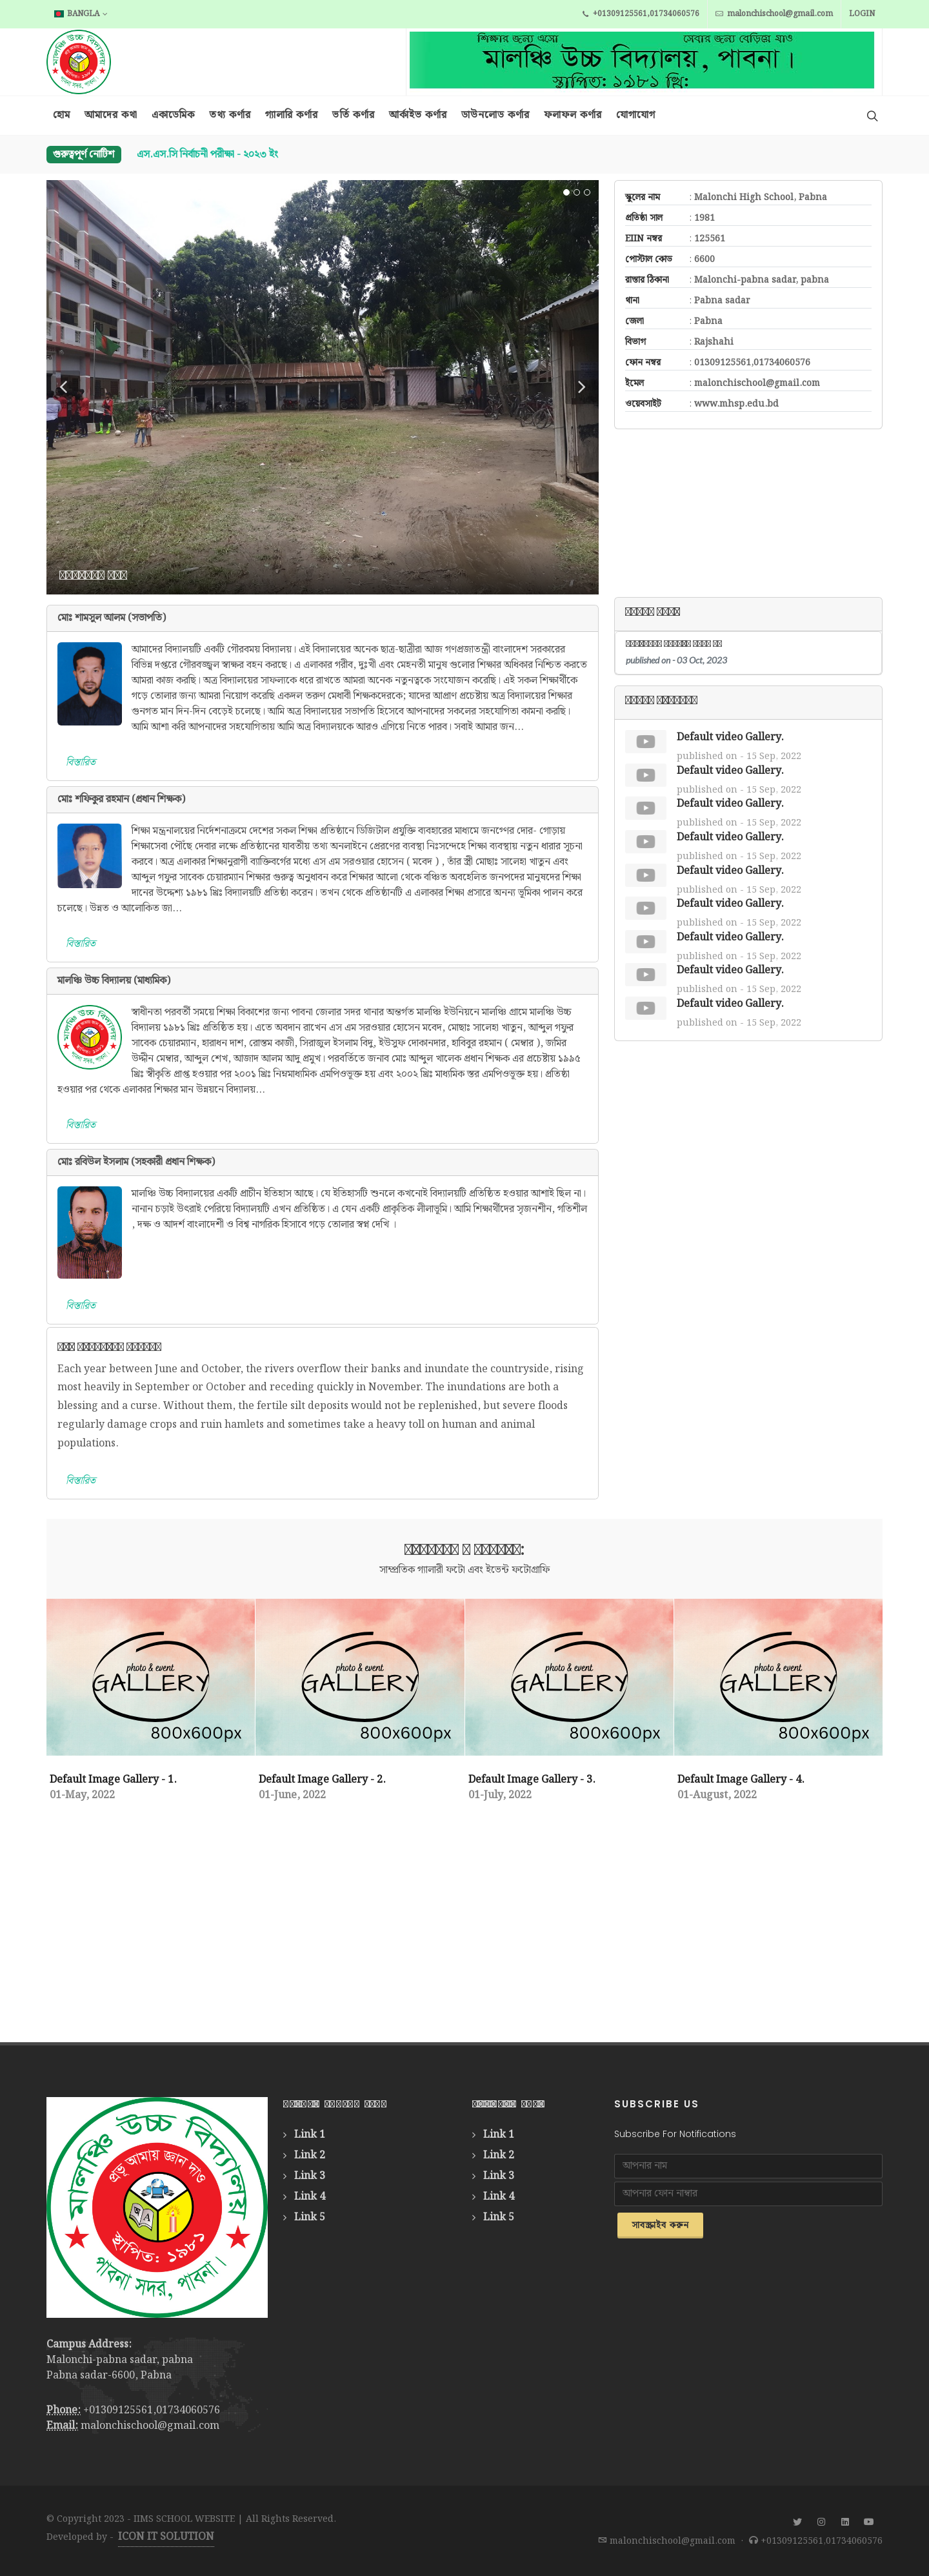 BANGLA
+01309125561,01734060576
malonchischool@gmail.com
LOGIN
মালঞ্চি উচ্চ বিদ্যালয়, পাবনা ।
স্থাপিত: ১৯৮১ খ্রি:
হোম আমাদের কথা একাডেমিক তথ্য কর্ণার গ্যালারি কর্ণার ভর্তি কর্ণার আর্কাইভ কর্ণার ডাউনলোড কর্ণার ফলাফল কর্ণার যোগাযোগ
গুরুত্বপূর্ণ নোটিশ
এস.এস.সি নির্বাচনী পরীক্ষা - ২০২৩ ইং
স্কুলের নাম : Malonchi High School, Pabna
প্রতিষ্ঠা সাল : 1981
EIIN নম্বর : 125561
পোস্টাল কোড : 6600
রাস্তার ঠিকানা : Malonchi-pabna sadar, pabna
থানা : Pabna sadar
জেলা : Pabna
বিভাগ : Rajshahi
ফোন নম্বর : 01309125561,01734060576
ইমেল : malonchischool@gmail.com
ওয়েবসাইট : www.mhsp.edu.bd
মোঃ শামসুল আলম (সভাপতি)
আমাদের বিদ্যালয়টি একটি গৌরবময় বিদ্যালয়। এই বিদ্যালয়ের অনেক ছাত্র-ছাত্রীরা আজ গণপ্রজাতন্ত্রী বাংলাদেশ সরকারের
বিভিন্ন দপ্তরে গৌরবজ্জ্বল স্বাক্ষর বহন করছে। এ এলাকার গরীব, দুঃখী এবং মেহনতী মানুষ গুলোর শিক্ষার অধিকার নিশ্চিত করতে
আমরা কাজ করছি। অত্র বিদ্যালয়ের সাফল্যকে ধরে রাখতে আমরা অনেক নতুনত্বকে সংযোজন করেছি। এই সকল শিক্ষার্থীকে
গড়ে তোলার জন্য আমরা নিয়োগ করেছি একদল তরুণ মেধাবী শিক্ষকদেরকে; যাদের আপ্রাণ প্রচেষ্টায় অত্র বিদ্যালয়ের শিক্ষার
গুনগত মান দিন-দিন বেড়েই চলেছে। আমি অত্র বিদ্যালয়ের সভাপতি হিসেবে আপনাদের সকলের সহযোগিতা কামনা করছি।
আমি আশা করি আপনাদের সহযোগিতায় আমি অত্র বিদ্যালয়কে আরও এগিয়ে নিতে পারব। সবাই আমার জন...
বিস্তারিত
published on - 03 Oct, 2023
Default video Gallery.
published on - 15 Sep, 2022
Default video Gallery.
published on - 15 Sep, 2022
Default video Gallery.
published on - 15 Sep, 2022
Default video Gallery.
published on - 15 Sep, 2022
Default video Gallery.
published on - 15 Sep, 2022
Default video Gallery.
published on - 15 Sep, 2022
Default video Gallery.
published on - 15 Sep, 2022
Default video Gallery.
published on - 15 Sep, 2022
Default video Gallery.
published on - 15 Sep, 2022
মোঃ শফিকুর রহমান (প্রধান শিক্ষক)
শিক্ষা মন্ত্রনালয়ের নির্দেশনাক্রমে দেশের সকল শিক্ষা প্রতিষ্ঠানে ডিজিটাল প্রযুক্তি ব্যবহারের মাধ্যমে জনগণের দোর- গোড়ায়
শিক্ষাসেবা পৌঁছে দেবার লক্ষে প্রতিষ্ঠানের যাবতীয় তথ্য অনলাইনে প্রেরণের ব্যবস্থা নিঃসন্দেহে শিক্ষা ব্যবস্থায় নতুন ধারার সূচনা
করবে। অত্র এলাকার শিক্ষানুরাগী ব্যাক্তিবর্গের মধ্যে এস এম সরওয়ার হোসেন ( মবেদ ) , তাঁর স্ত্রী মোছাঃ সালেহা খাতুন এবং
আব্দুল গফুর সাবেক চেয়ারম্যান শিক্ষার গুরুত্ব অনুধাবন করে শিক্ষার আলো থেকে বঞ্চিত অবহেলিত জনপদের মানুষদের শিক্ষা
দানের উদ্দেশ্য ১৯৮১ খ্রিঃ বিদ্যালয়টি প্রতিষ্ঠা করেন। তখন থেকে প্রতিষ্ঠানটি এ এলাকার শিক্ষা প্রসারে অনন্য ভূমিকা পালন করে
চলেছে। উন্নত ও আলোকিত জা...
বিস্তারিত
মালঞ্চি উচ্চ বিদ্যালয় (মাধ্যমিক)
স্বাধীনতা পরবর্তী সময়ে শিক্ষা বিকাশের জন্য পাবনা জেলার সদর থানার অন্তর্গত মালঞ্চি ইউনিয়নে মালঞ্চি গ্রামে মালঞ্চি উচ্চ
বিদ্যালয় ১৯৮১ খ্রিঃ প্রতিষ্ঠিত হয়। এতে অবদান রাখেন এস এম সরওয়ার হোসেন মবেদ, মোছাঃ সালেহা খাতুন, আব্দুল গফুর
সাবেক চেয়ারম্যান, হারাধন দাশ, রোস্তম কাজী, সিরাজুল ইসলাম বিধু, ইউসুফ দোকানদার, হাবিবুর রহমান ( মেম্বার ), জমির
উদ্দীন মেম্বার, আব্দুল শেখ, আজাদ আলম আদু প্রমুখ। পরবর্তিতে জনাব মোঃ আব্দুল খালেক প্রধান শিক্ষক এর প্রচেষ্টায় ১৯৯৫
খ্রিঃ স্বীকৃতি প্রাপ্ত হওয়ার পর ২০০১ খ্রিঃ নিম্নমাধ্যমিক এমপিওভূক্ত হয় এবং ২০০২ খ্রিঃ মাধ্যমিক স্তর এমপিওভূক্ত হয়। প্রতিষ্ঠা
হওয়ার পর থেকে এলাকার শিক্ষার মান উন্নয়নে বিদ্যালয়...
বিস্তারিত
মোঃ রবিউল ইসলাম (সহকারী প্রধান শিক্ষক)
মালঞ্চি উচ্চ বিদ্যালয়ের একটি প্রাচীন ইতিহাস আছে। যে ইতিহাসটি শুনলে কখনোই বিদ্যালয়টি প্রতিষ্ঠিত হওয়ার আশাই ছিল না।
নানান চড়াই উৎরাই পেরিয়ে বিদ্যালয়টি এখন প্রতিষ্ঠিত। এ যেন একটি প্রাকৃতিক লীলাভূমি। আমি শিক্ষার্থীদের সৃজনশীন, গতিশীল
, দক্ষ ও আদর্শ বাংলাদেশী ও বিশ্ব নাগরিক হিসাবে গড়ে তোলার স্বপ্ন দেখি ।
বিস্তারিত
Each year between June and October, the rivers overflow their banks and inundate the countryside, rising
most heavily in September or October and receding quickly in November. The inundations are both a
blessing and a curse. Without them, the fertile silt deposits would not be replenished, but severe floods
regularly damage crops and ruin hamlets and sometimes take a heavy toll on human and animal
populations.
বিস্তারিত
সাম্প্রতিক গ্যালারী ফটো এবং ইভেন্ট ফটোগ্রাফি
photo & event photo & event photo & event photo & event
GALLERY GALLERY GALLERY GALLERY
800x600px 800x600px 800x600px 800x600px
Default Image Gallery - 1. Default Image Gallery - 2. Default Image Gallery - 3. Default Image Gallery - 4.
01-May, 2022 01-June, 2022 01-July, 2022 01-August, 2022
মালঞ্চি উচ্চ বিদ্যালয়
প্রভু আমায় জ্ঞান দাও
স্থাপিত: ১৯৮১
পাবনা সদর, পাবনা।
Campus Address:
Malonchi-pabna sadar, pabna
Pabna sadar-6600, Pabna
Phone: +01309125561,01734060576
Email: malonchischool@gmail.com
Link 1
Link 2
Link 3
Link 4
Link 5
Link 1
Link 2
Link 3
Link 4
Link 5
SUBSCRIBE US
Subscribe For Notifications
আপনার নাম
আপনার ফোন নাম্বার
সাবস্ক্রাইব করুন
© Copyright 2023 - IIMS SCHOOL WEBSITE | All Rights Reserved.
Developed by - ICON IT SOLUTION
malonchischool@gmail.com · +01309125561,01734060576